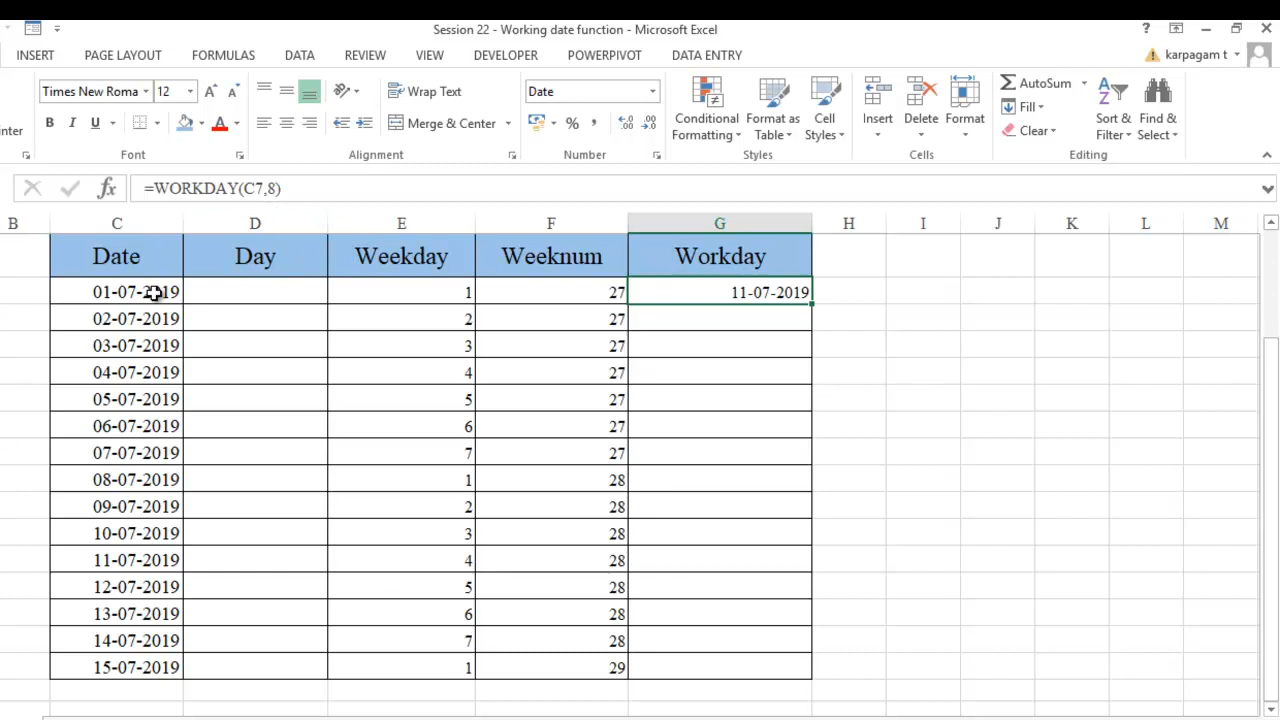 Session 22 - Working date function - Microsoft Excel
?
INSERT PAGE LAYOUT FORMULAS DATA REVIEW VIEW DEVELOPER POWERPIVOT DATA ENTRY karpagam t
Times New Roma 12 Wrap Text Date AutoSum
inter B I U Merge & Center % , Conditional Formatting Format as Table Cell Styles Insert Delete Format Fill Clear Sort & Filter Find & Select
Font Alignment Number Styles Cells Editing
fx =WORKDAY(C7,8)
B C D E F G H I J K L M
Date Day Weekday Weeknum Workday
01-07-2019 1 27 11-07-2019
02-07-2019 2 27
03-07-2019 3 27
04-07-2019 4 27
05-07-2019 5 27
06-07-2019 6 27
07-07-2019 7 27
08-07-2019 1 28
09-07-2019 2 28
10-07-2019 3 28
11-07-2019 4 28
12-07-2019 5 28
13-07-2019 6 28
14-07-2019 7 28
15-07-2019 1 29